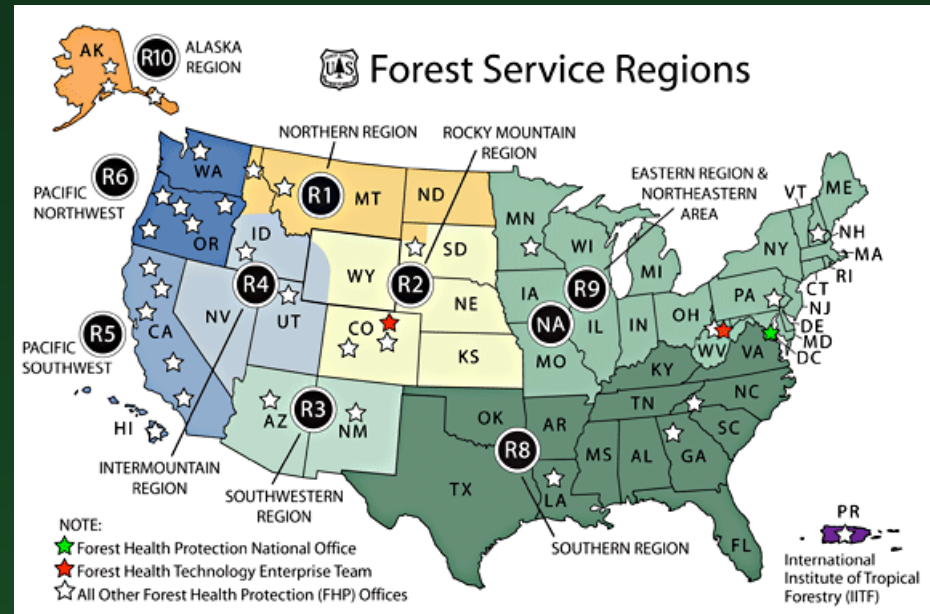 AK
R10
ALASKA
REGION
U S
Forest Service Regions
NORTHERN REGION
ROCKY MOUNTAIN
REGION
EASTERN REGION &
NORTHEASTERN
AREA
R6
PACIFIC
NORTHWEST
WA
OR
R1
MT
ND
ID
R4
WY
R2
SD
NE
MN
WI
MI
IA
R9
NA
IL
IN
OH
MO
VT
ME
NH
MA
RI
NY
CT
NJ
PA
DE
MD
DC
WV
VA
R5
PACIFIC
SOUTHWEST
CA
NV
UT
CO
KS
KY
HI
AZ
R3
NM
OK
AR
TN
NC
SC
R8
TX
LA
MS
AL
GA
FL
INTERMOUNTAIN
REGION
SOUTHWESTERN
REGION
SOUTHERN REGION
NOTE:
Forest Health Protection National Office
Forest Health Technology Enterprise Team
All Other Forest Health Protection (FHP) Offices
PR
International
Institute of Tropical
Forestry (IITF)